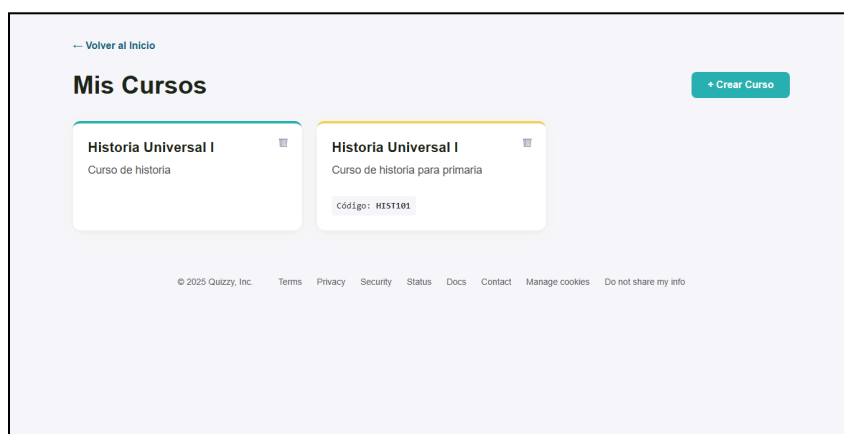 ← Volver al Inicio
Mis Cursos
+ Crear Curso
Historia Universal I
Curso de historia
Historia Universal I
Curso de historia para primaria
Código: HIST101
© 2025 Quizzy, Inc. Terms Privacy Security Status Docs Contact Manage cookies Do not share my info